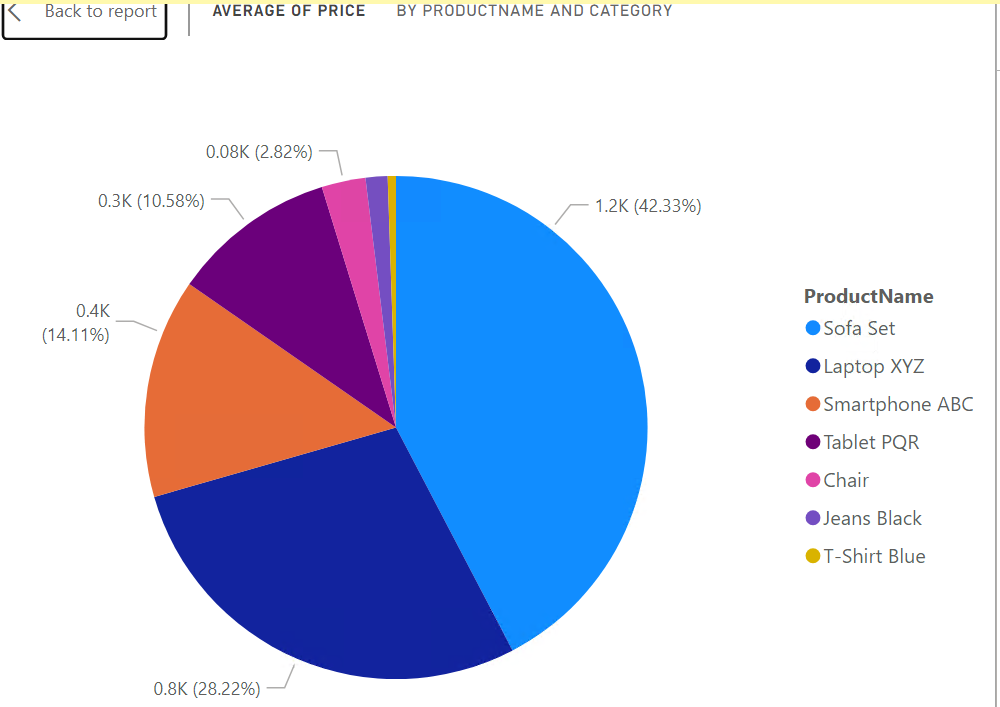 Back to report
AVERAGE OF PRICE BY PRODUCTNAME AND CATEGORY
0.08K (2.82%)
0.3K (10.58%)
1.2K (42.33%)
0.4K
(14.11%)
0.8K (28.22%)
ProductName
Sofa Set
Laptop XYZ
Smartphone ABC
Tablet PQR
Chair
Jeans Black
T-Shirt Blue